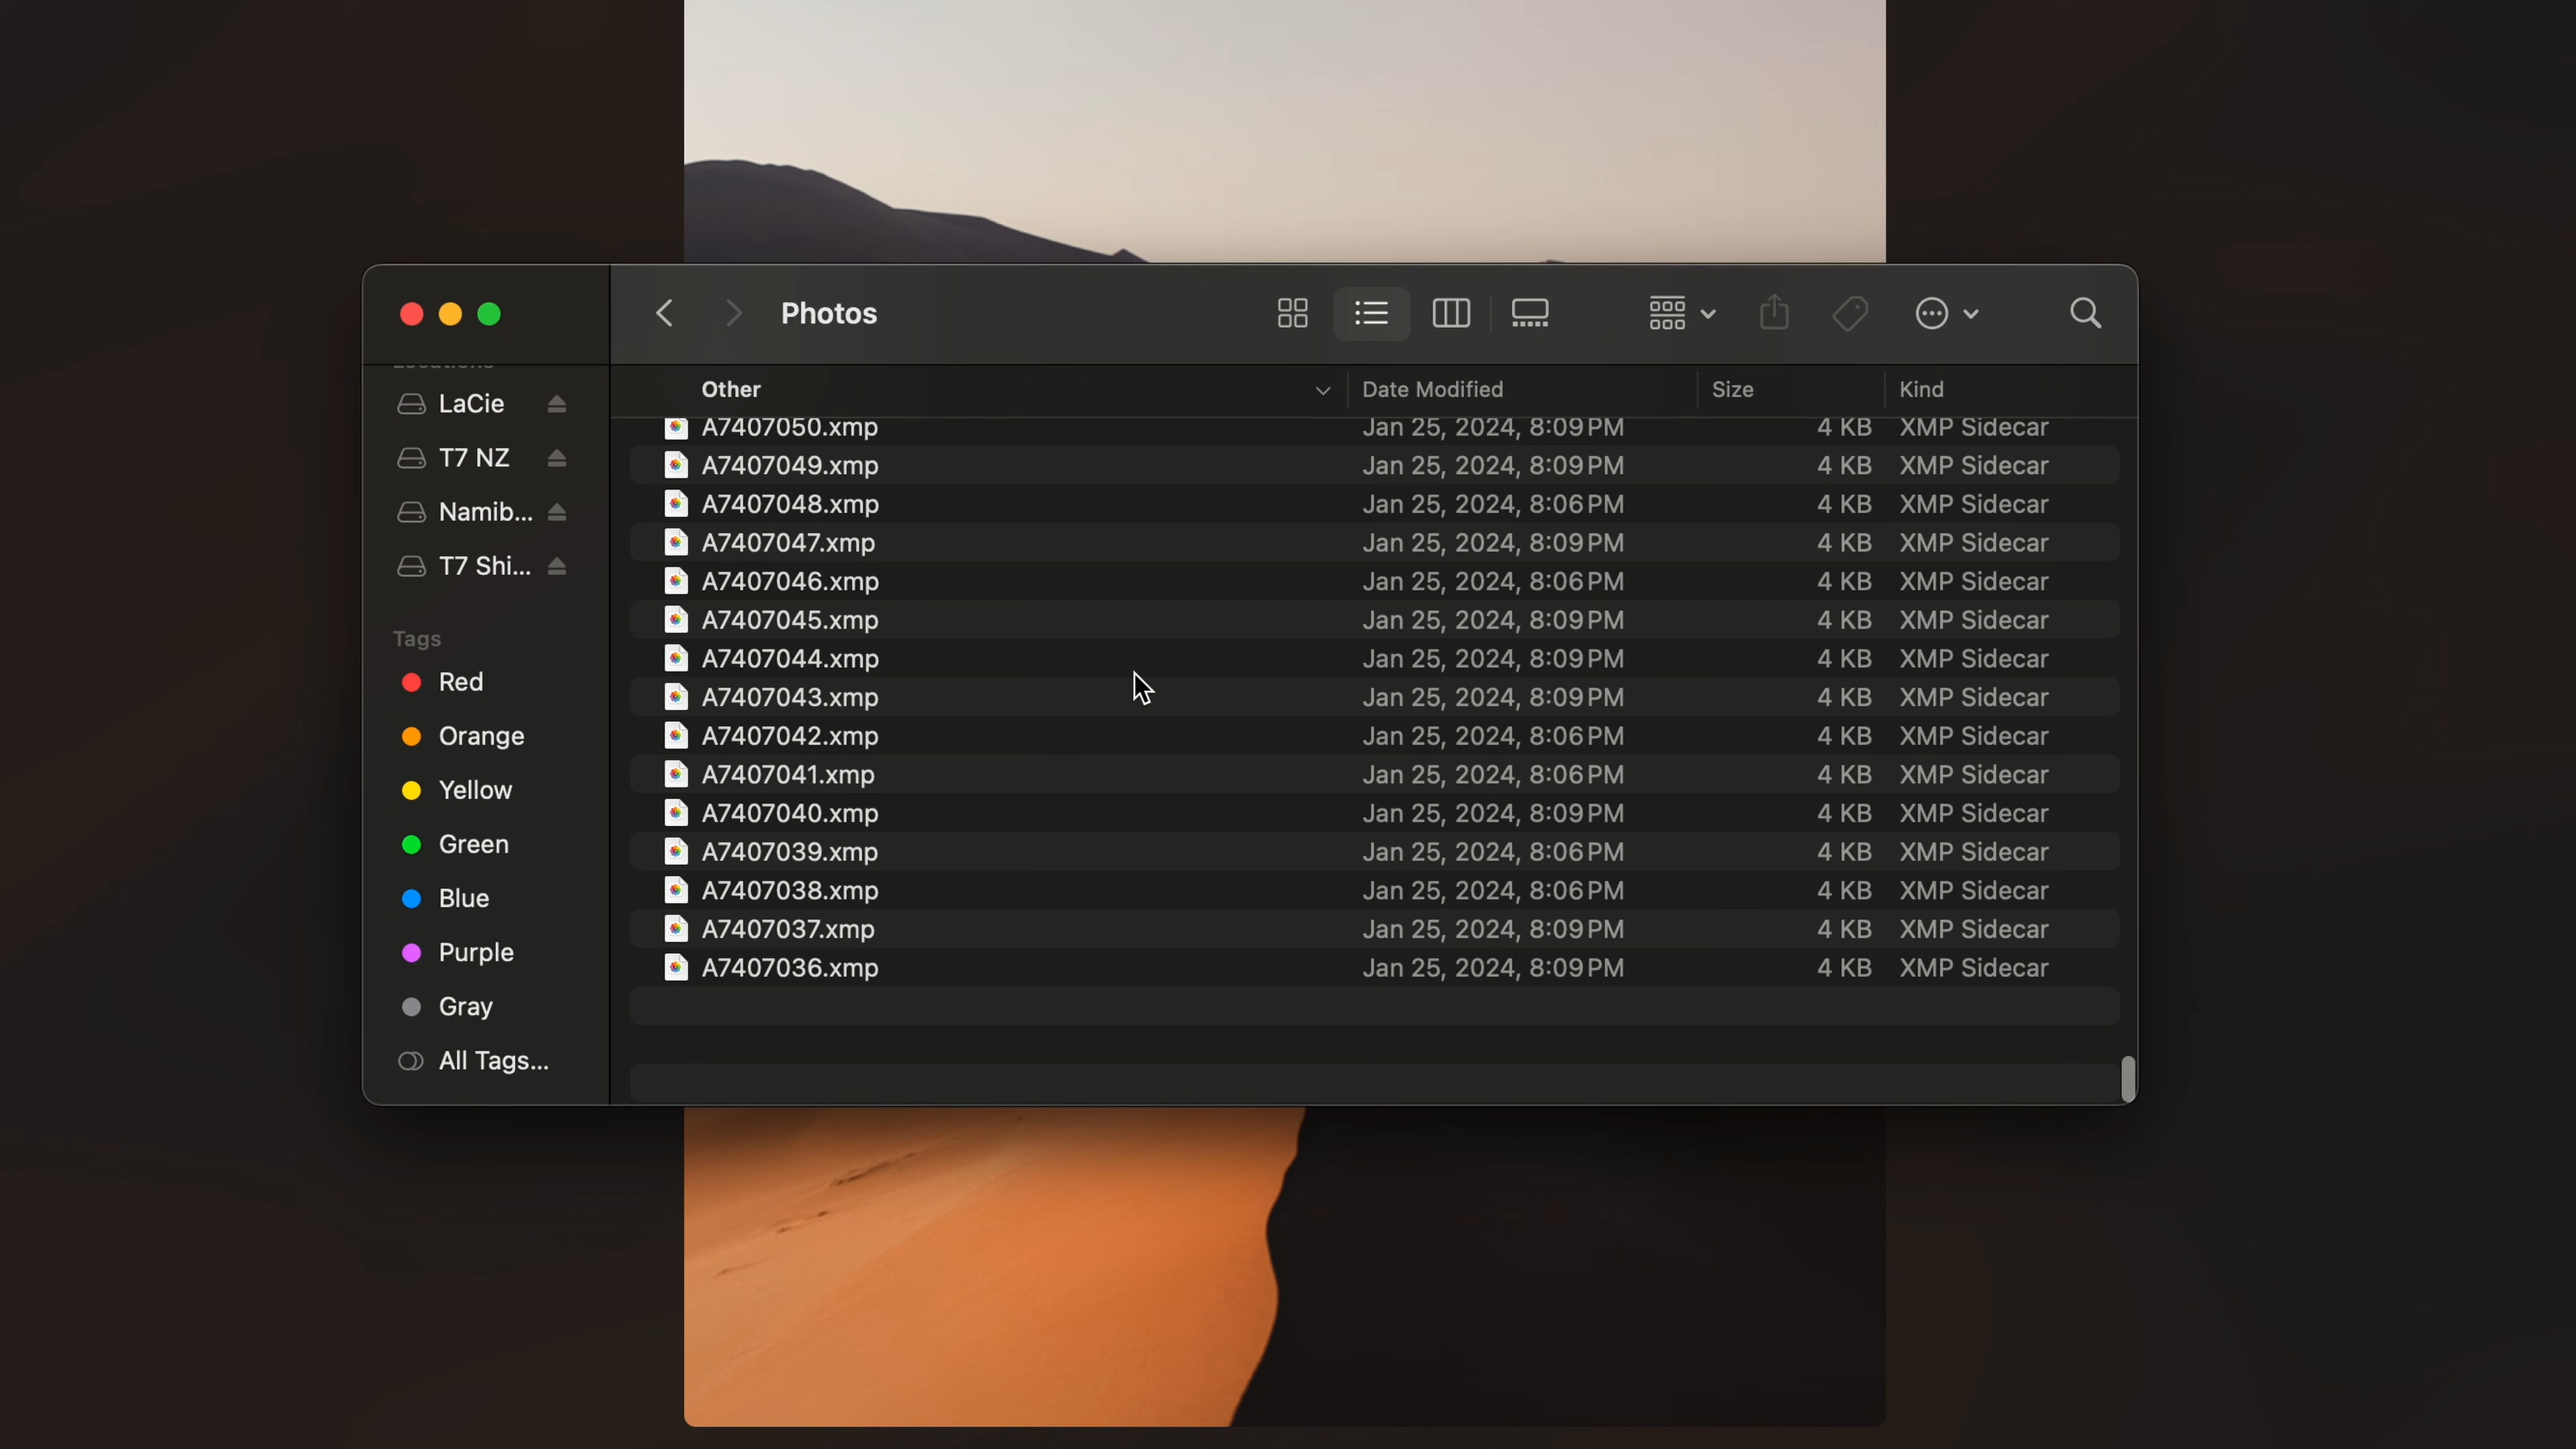 Photos
Locations
LaCie
T7 NZ
Namib...
T7 Shi...
Tags
Red
Orange
Yellow
Green
Blue
Purple
Gray
All Tags...
Other Date Modified Size Kind
A7407050.xmp Jan 25, 2024, 8:09 PM 4 KB XMP Sidecar
A7407049.xmp Jan 25, 2024, 8:09 PM 4 KB XMP Sidecar
A7407048.xmp Jan 25, 2024, 8:06 PM 4 KB XMP Sidecar
A7407047.xmp Jan 25, 2024, 8:09 PM 4 KB XMP Sidecar
A7407046.xmp Jan 25, 2024, 8:06 PM 4 KB XMP Sidecar
A7407045.xmp Jan 25, 2024, 8:09 PM 4 KB XMP Sidecar
A7407044.xmp Jan 25, 2024, 8:09 PM 4 KB XMP Sidecar
A7407043.xmp Jan 25, 2024, 8:09 PM 4 KB XMP Sidecar
A7407042.xmp Jan 25, 2024, 8:06 PM 4 KB XMP Sidecar
A7407041.xmp Jan 25, 2024, 8:06 PM 4 KB XMP Sidecar
A7407040.xmp Jan 25, 2024, 8:09 PM 4 KB XMP Sidecar
A7407039.xmp Jan 25, 2024, 8:06 PM 4 KB XMP Sidecar
A7407038.xmp Jan 25, 2024, 8:06 PM 4 KB XMP Sidecar
A7407037.xmp Jan 25, 2024, 8:09 PM 4 KB XMP Sidecar
A7407036.xmp Jan 25, 2024, 8:09 PM 4 KB XMP Sidecar